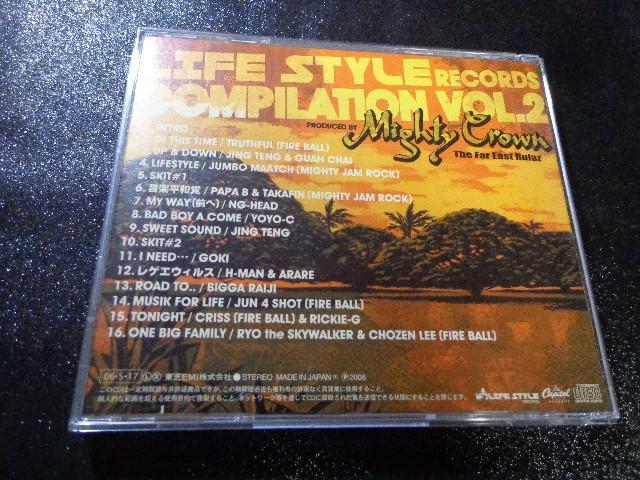 LIFE STYLE RECORDS
COMPILATION VOL.2
PRODUCED BY Mighty Crown
The Far East Rulaz
INTRO
IN THIS TIME / TRUTHFUL (FIRE BALL)
UP & DOWN / JING TENG & GUAN CHAI
4. LIFESTYLE / JUMBO MAATCH (MIGHTY JAM ROCK)
5. SKIT#1
6. 音楽平和党 / PAPA B & TAKAFIN (MIGHTY JAM ROCK)
7. MY WAY(前へ) / NG-HEAD
8. BAD BOY A COME / YOYO-C
9. SWEET SOUND / JING TENG
10. SKIT#2
11. I NEED… / GOKI
12. レゲエウィルス / H-MAN & ARARE
13. ROAD TO.. / BIGGA RAIJI
14. MUSIK FOR LIFE / JUN 4 SHOT (FIRE BALL)
15. TONIGHT / CRISS (FIRE BALL) & RICKIE-G
16. ONE BIG FAMILY / RYO the SKYWALKER & CHOZEN LEE (FIRE BALL)
06·5·17 東芝EMI株式会社 ●STEREO MADE IN JAPAN Ⓟ2006
LIFE STYLE
Capitol
DISC